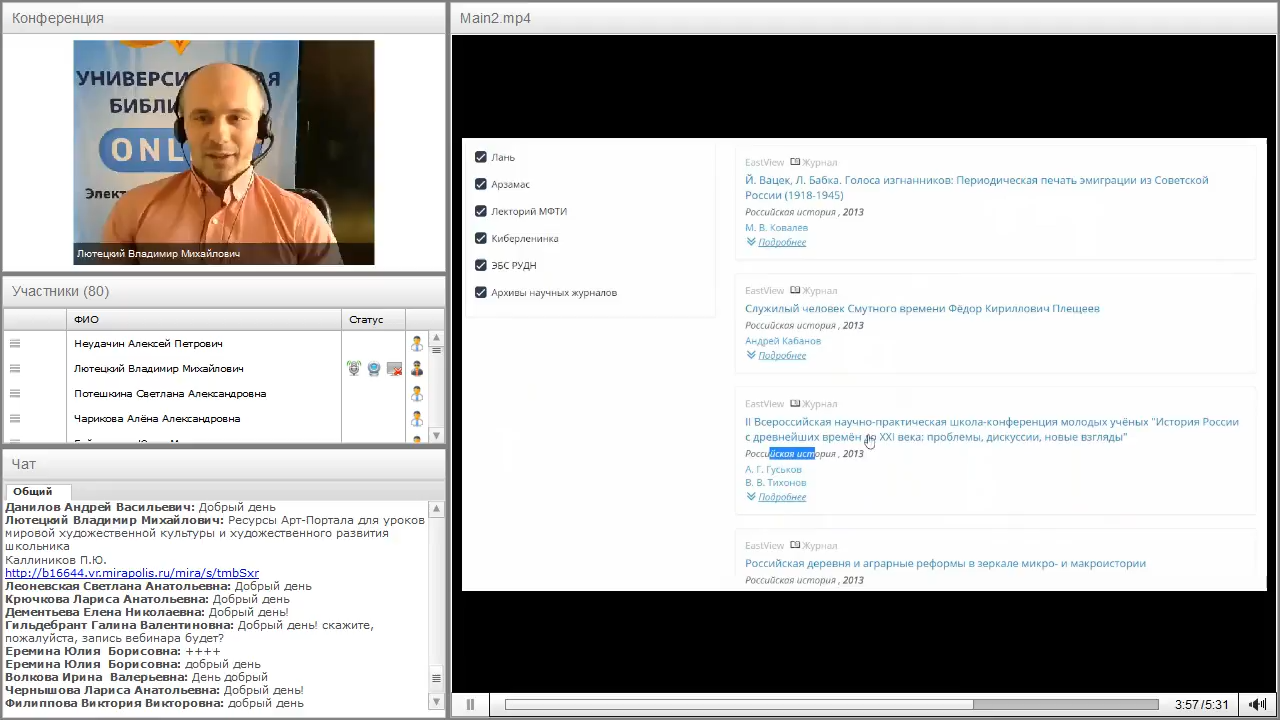 Конференция
УНИВЕРСИ
АЯ
БИБЛИ
ONL
Элект
Лютецкий Владимир Михайлович
Участники (80)
ФИО
Статус
Неудачин Алексей Петрович
Лютецкий Владимир Михайлович
Потешкина Светлана Александровна
Чарикова Алёна Александровна
Чат
Общий
Данилов Андрей Васильевич: Добрый день
Лютецкий Владимир Михайлович: Ресурсы Арт-Портала для уроков
мировой художественной культуры и художественного развития
школьника
Каллиников П.Ю.
http://b16644.vr.mirapolis.ru/mira/s/tmbSxr
Леочевская Светлана Анатольевна: Добрый день
Крючкова Лариса Анатольевна: Добрый день
Дементьева Елена Николаевна: Добрый день!
Гильдебрант Галина Валентиновна: Добрый день! скажите,
пожалуйста, запись вебинара будет?
Еремина Юлия Борисовна: ++++
Еремина Юлия Борисовна: добрый день
Волкова Ирина Валерьевна: День добрый
Чернышова Лариса Анатольевна: Добрый день!
Филиппова Виктория Викторовна: добрый день
Main2.mp4
Лань
Арзамас
Лекторий МФТИ
Киберленинка
ЭБС РУДН
Архивы научных журналов
EastView Журнал
Й. Вацек, Л. Бабка. Голоса изгнанников: Периодическая печать эмиграции из Советской
России (1918-1945)
Российская история , 2013
М. В. Ковалёв
Подробнее
EastView Журнал
Служилый человек Смутного времени Фёдор Кириллович Плещеев
Российская история , 2013
Андрей Кабанов
Подробнее
EastView Журнал
II Всероссийская научно-практическая школа-конференция молодых учёных "История России
с древнейших времён до XXI века: проблемы, дискуссии, новые взгляды"
Российская история , 2013
А. Г. Гуськов
В. В. Тихонов
Подробнее
EastView Журнал
Российская деревня и аграрные реформы в зеркале микро- и макроистории
Российская история , 2013
3:57/5:31